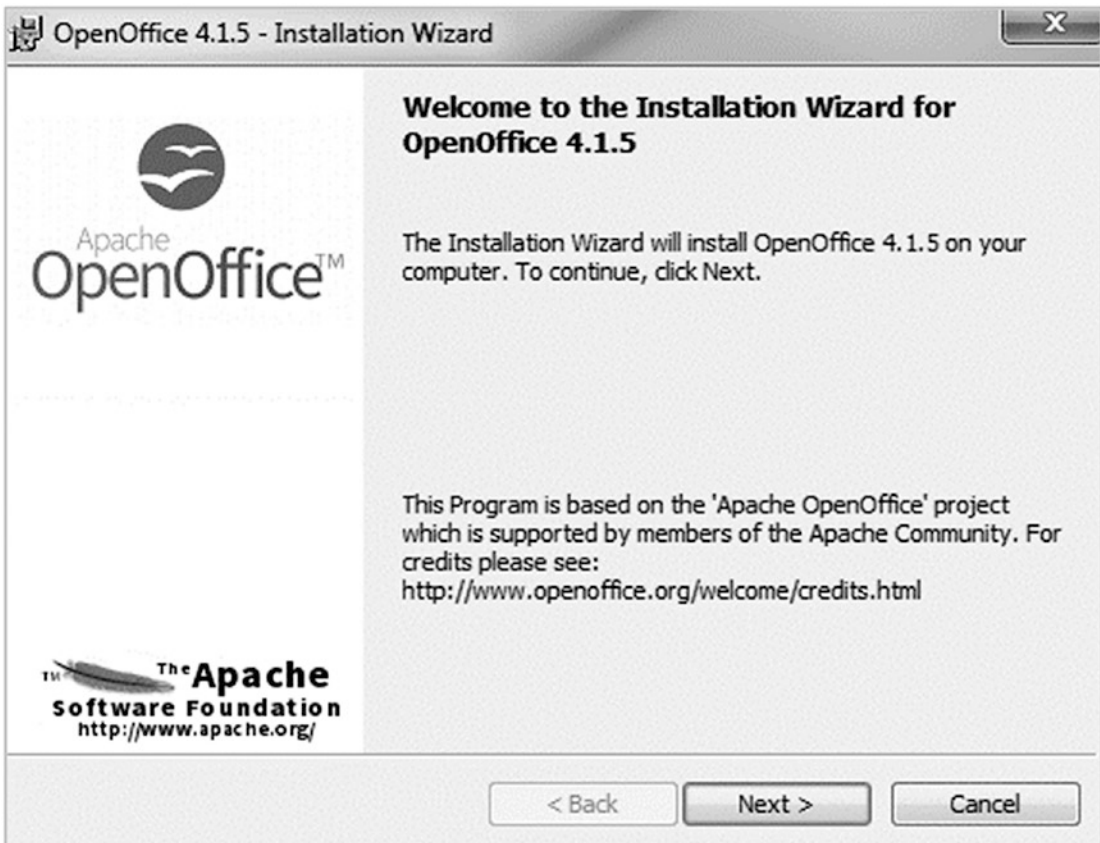 OpenOffice 4.1.5 - Installation Wizard
X
Apache
OpenOffice™
Welcome to the Installation Wizard for
OpenOffice 4.1.5
The Installation Wizard will install OpenOffice 4.1.5 on your
computer. To continue, click Next.
This Program is based on the 'Apache OpenOffice' project
which is supported by members of the Apache Community. For
credits please see:
http://www.openoffice.org/welcome/credits.html
TM The Apache
Software Foundation
http://www.apache.org/
< Back
Next >
Cancel